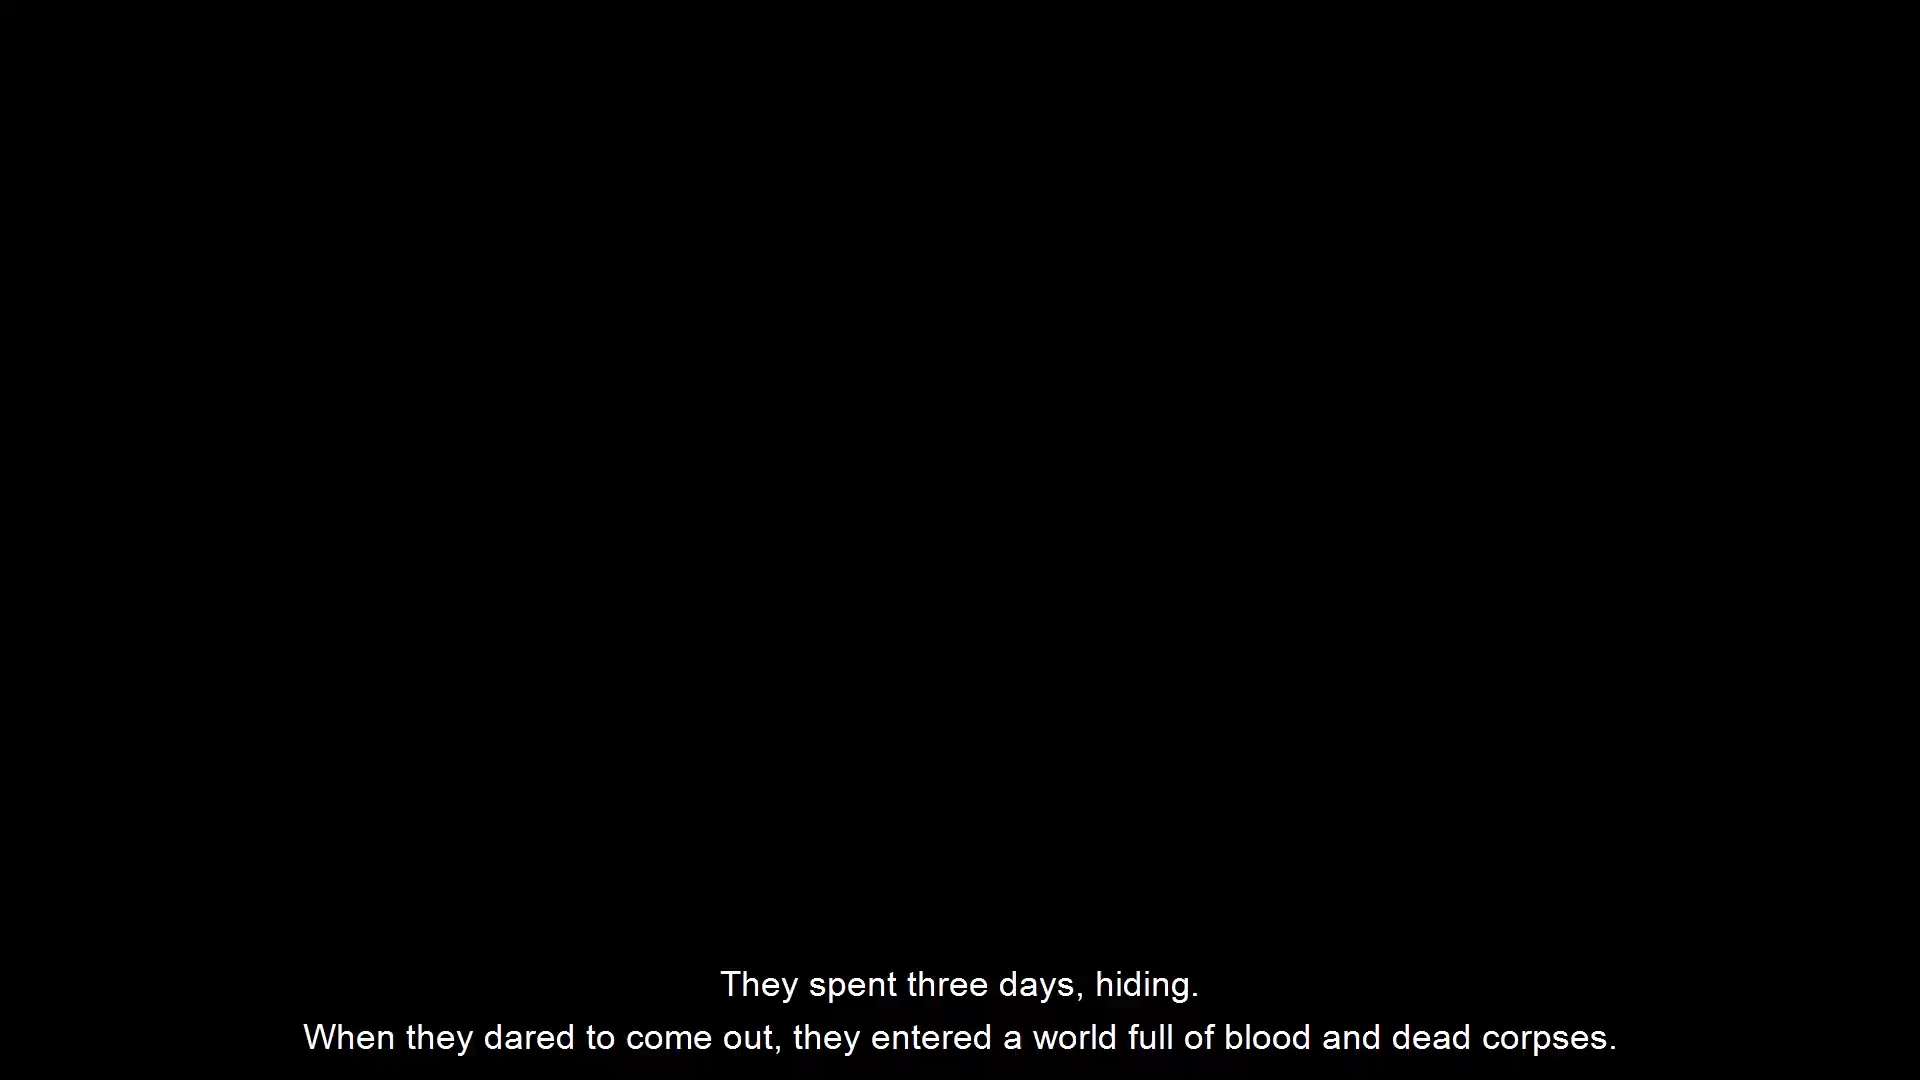 They spent three days, hiding.
When they dared to come out, they entered a world full of blood and dead corpses.